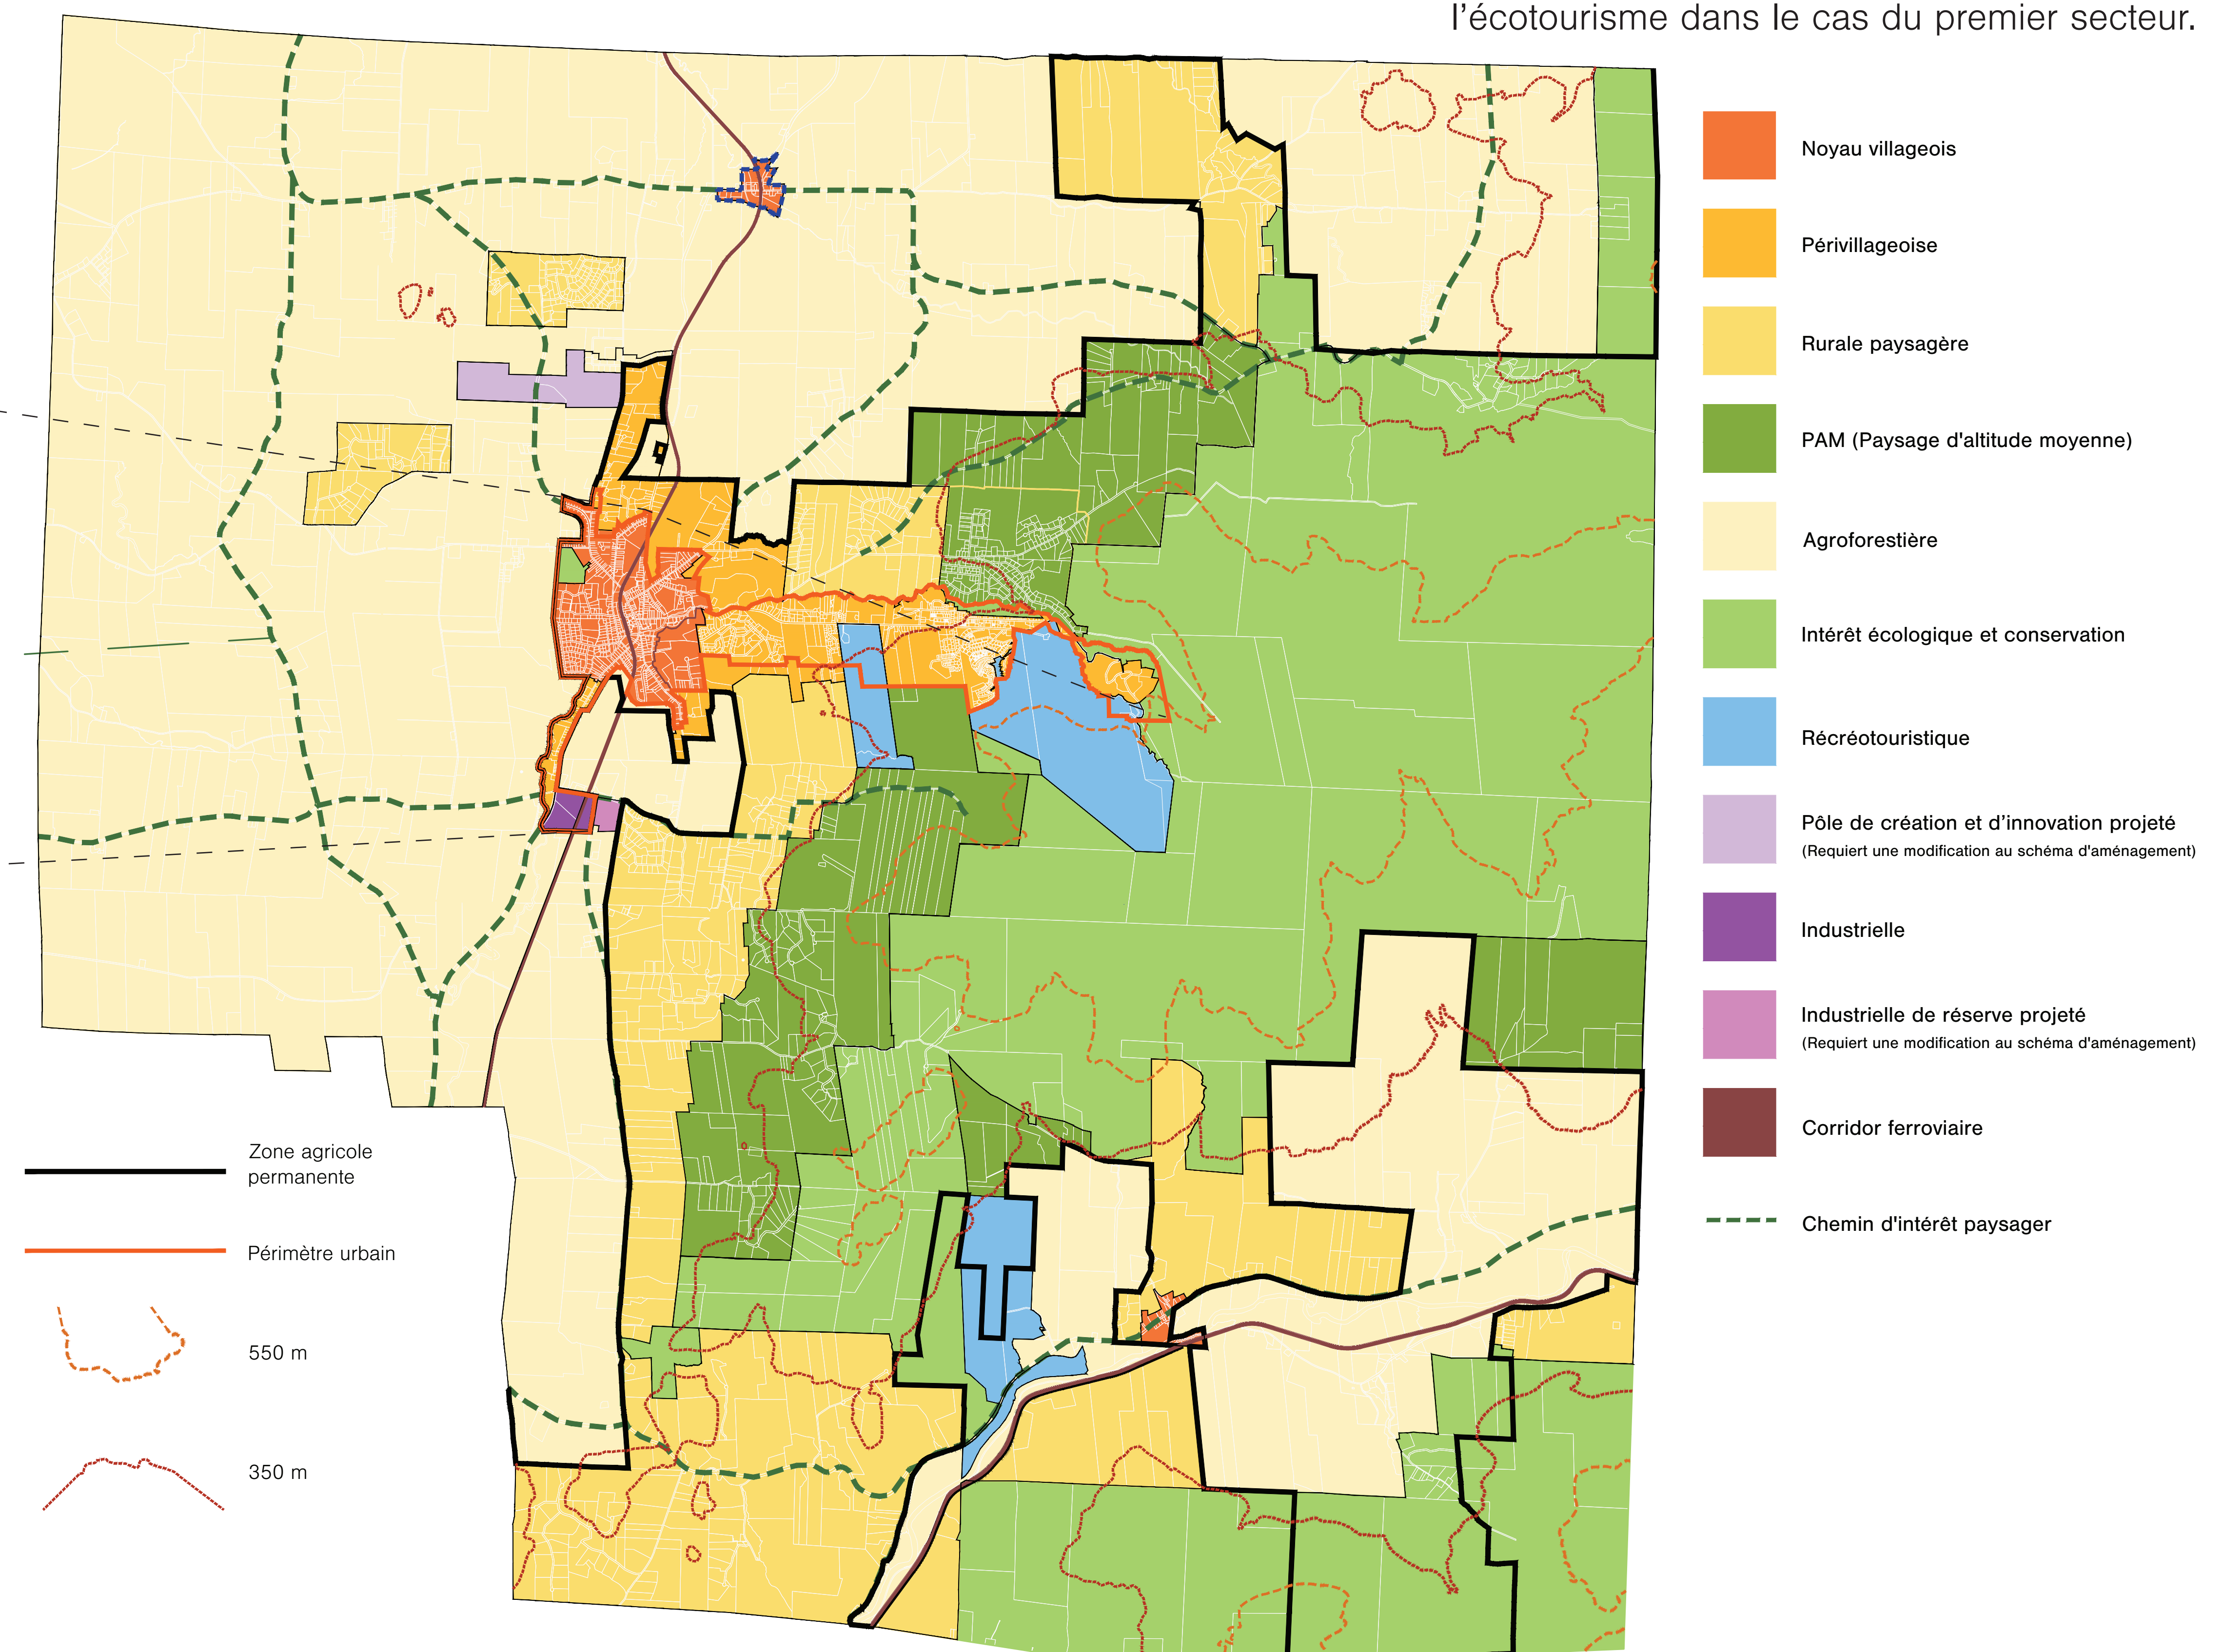 l’écotourisme dans le cas du premier secteur.
Noyau villageois
Périvillageoise
Rurale paysagère
PAM (Paysage d'altitude moyenne)
Agroforestière
Intérêt écologique et conservation
Récréotouristique
Pôle de création et d’innovation projeté
(Requiert une modification au schéma d'aménagement)
Industrielle
Industrielle de réserve projeté
(Requiert une modification au schéma d'aménagement)
Corridor ferroviaire
Chemin d'intérêt paysager
Zone agricole
permanente
Périmètre urbain
550 m
350 m